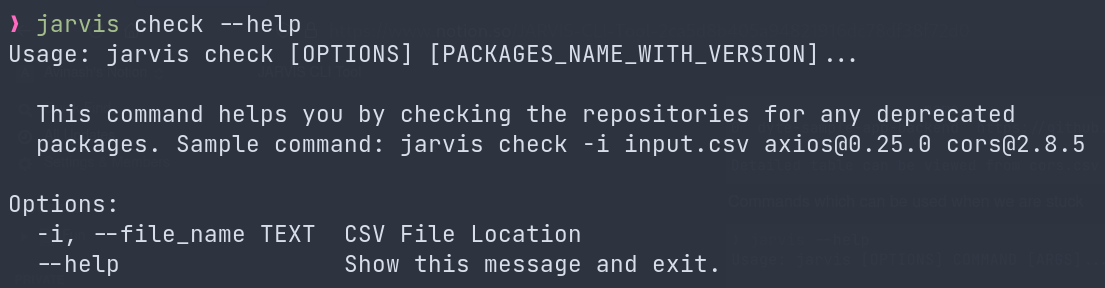 ❯ jarvis check --help
Usage: jarvis check [OPTIONS] [PACKAGES_NAME_WITH_VERSION]...
This command helps you by checking the repositories for any deprecated
packages. Sample command: jarvis check -i input.csv axios@0.25.0 cors@2.8.5
Options:
-i, --file_name TEXT  CSV File Location
--help                Show this message and exit.